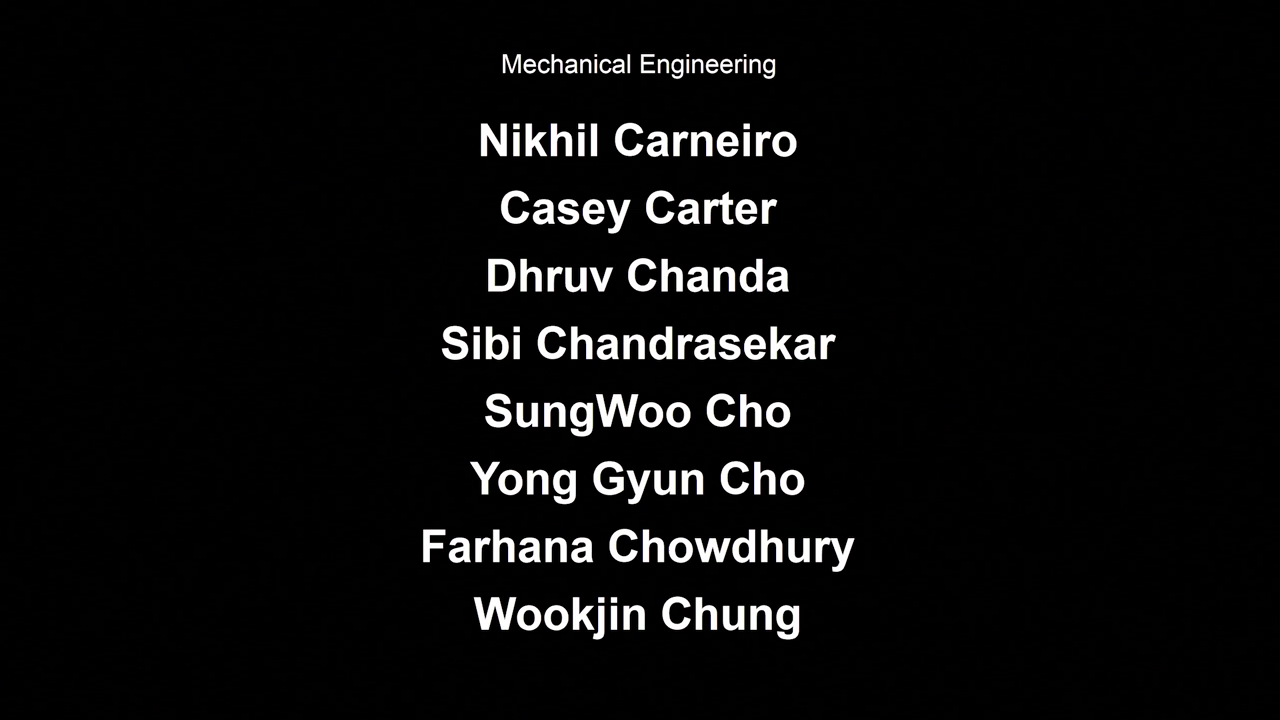 Mechanical Engineering
Nikhil Carneiro
Casey Carter
Dhruv Chanda
Sibi Chandrasekar
SungWoo Cho
Yong Gyun Cho
Farhana Chowdhury
Wookjin Chung